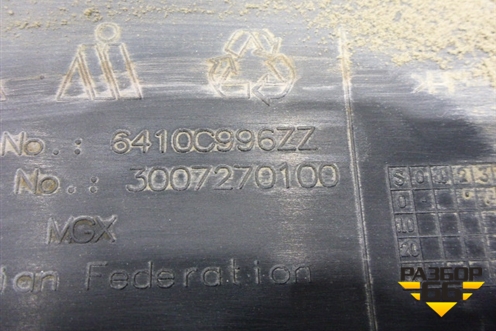 No.: 6410C996ZZ
No.: 3007270100
MGX
ian Federation
РАЗБОР